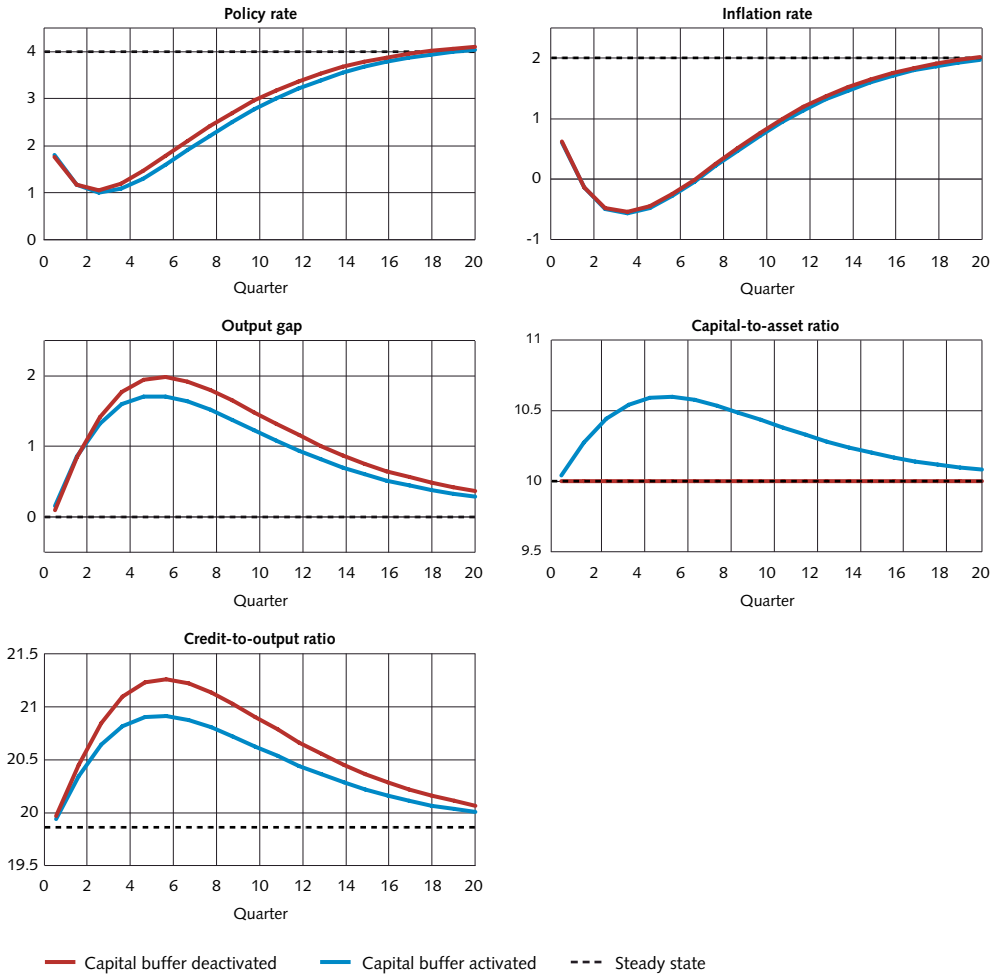 Policy rate
4
3
2
1
0
0 2 4 6 8 10 12 14 16 18 20
Quarter
Inflation rate
2
1
0
-1
0 2 4 6 8 10 12 14 16 18 20
Quarter
Output gap
2
1
0
0 2 4 6 8 10 12 14 16 18 20
Quarter
Capital-to-asset ratio
11
10.5
10
9.5
0 2 4 6 8 10 12 14 16 18 20
Quarter
Credit-to-output ratio
21.5
21
20.5
20
19.5
0 2 4 6 8 10 12 14 16 18 20
Quarter
Capital buffer deactivated Capital buffer activated Steady state